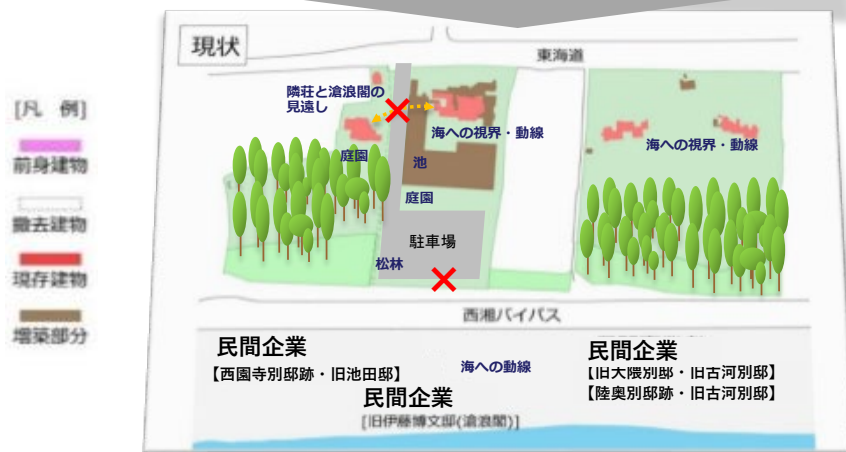 現状
東海道
[凡 例]
前身建物
撤去建物
現存建物
増築部分
隣荘と滄浪閣の
見遠し
海への視界・動線
海への視界・動線
庭園
池
庭園
駐車場
松林
西湘バイパス
民間企業
【西園寺別邸跡・旧池田邸】
海への動線
民間企業
【旧大隈別邸・旧古河別邸】
【陸奥別邸跡・旧古河別邸】
民間企業
[旧伊藤博文邸(滄浪閣)]